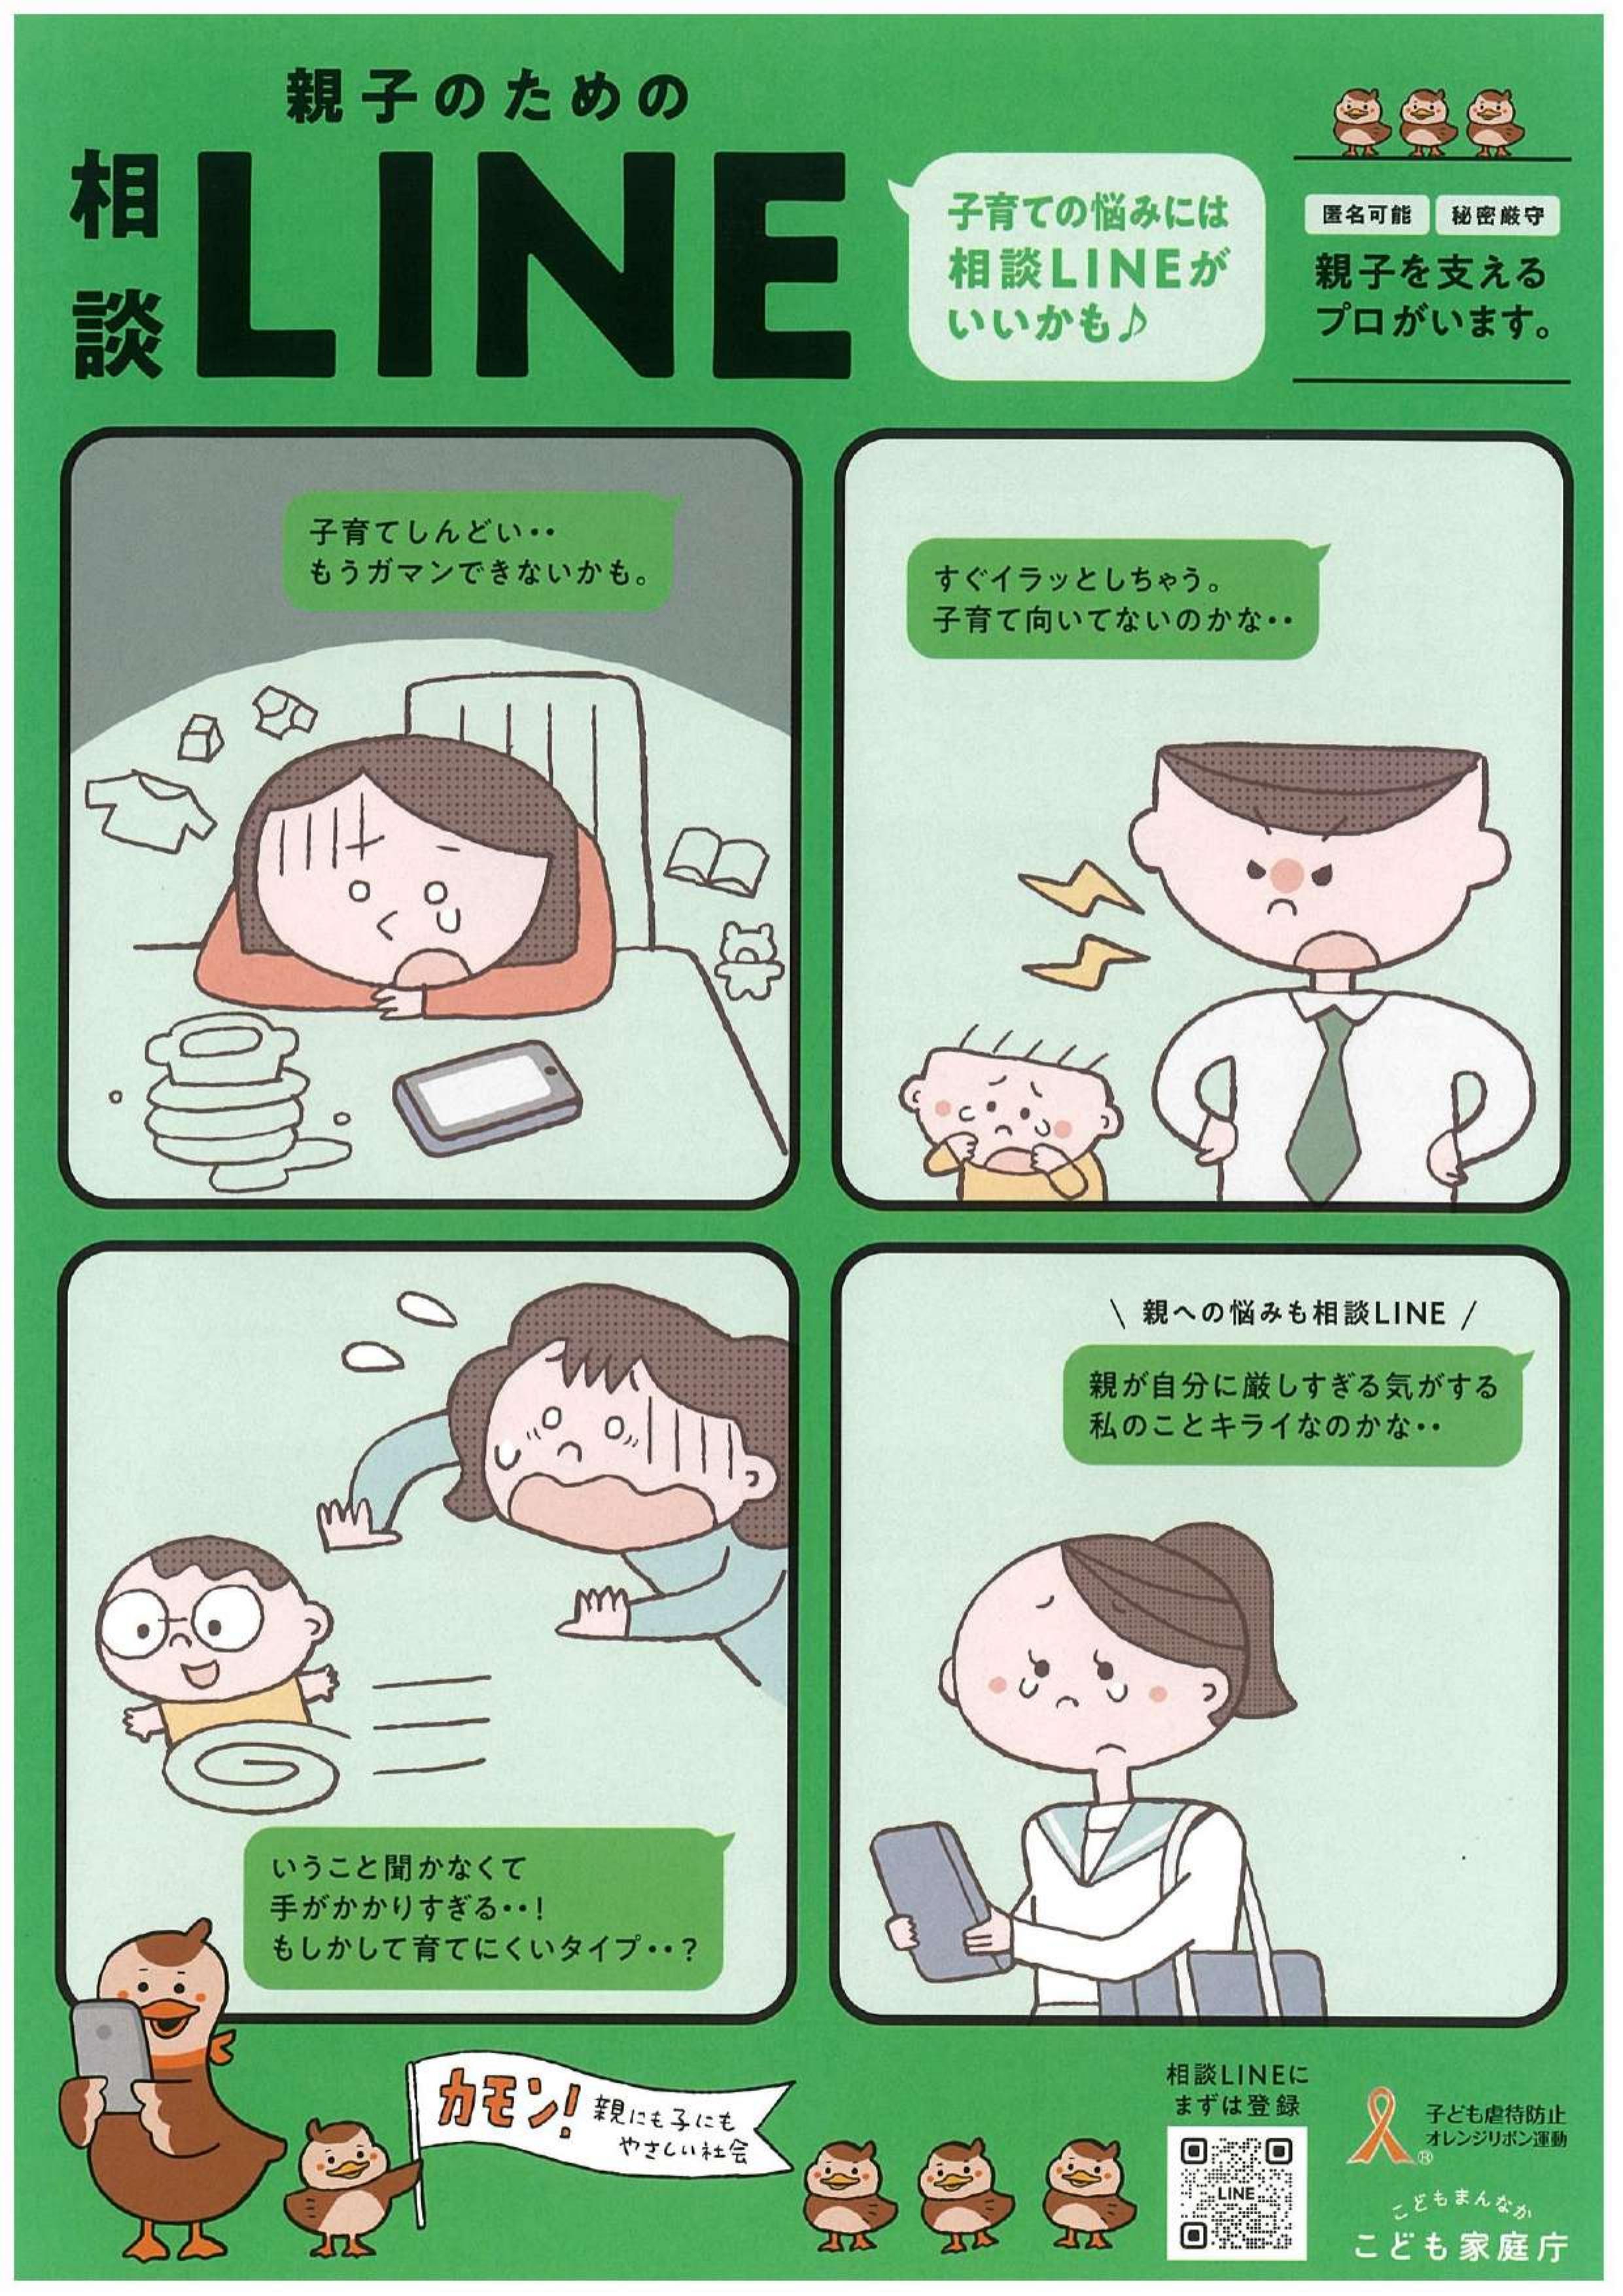 親子のための
相談LINE
子育ての悩みには
相談LINEが
いいかも♪
匿名可能
秘密厳守
親子を支える
プロがいます。
子育てしんどい‥
もうガマンできないかも。
すぐイラッとしちゃう。
子育て向いてないのかな‥
いうこと聞かなくて
手がかかりすぎる‥!
もしかして育てにくいタイプ‥?
\ 親への悩みも相談LINE /
親が自分に厳しすぎる気がする
私のことキライなのかな‥
カモン!
親にも子にも
やさしい社会
相談LINEに
まずは登録
LINE
子ども虐待防止
オレンジリボン運動
®
こどもまんなか
こども家庭庁